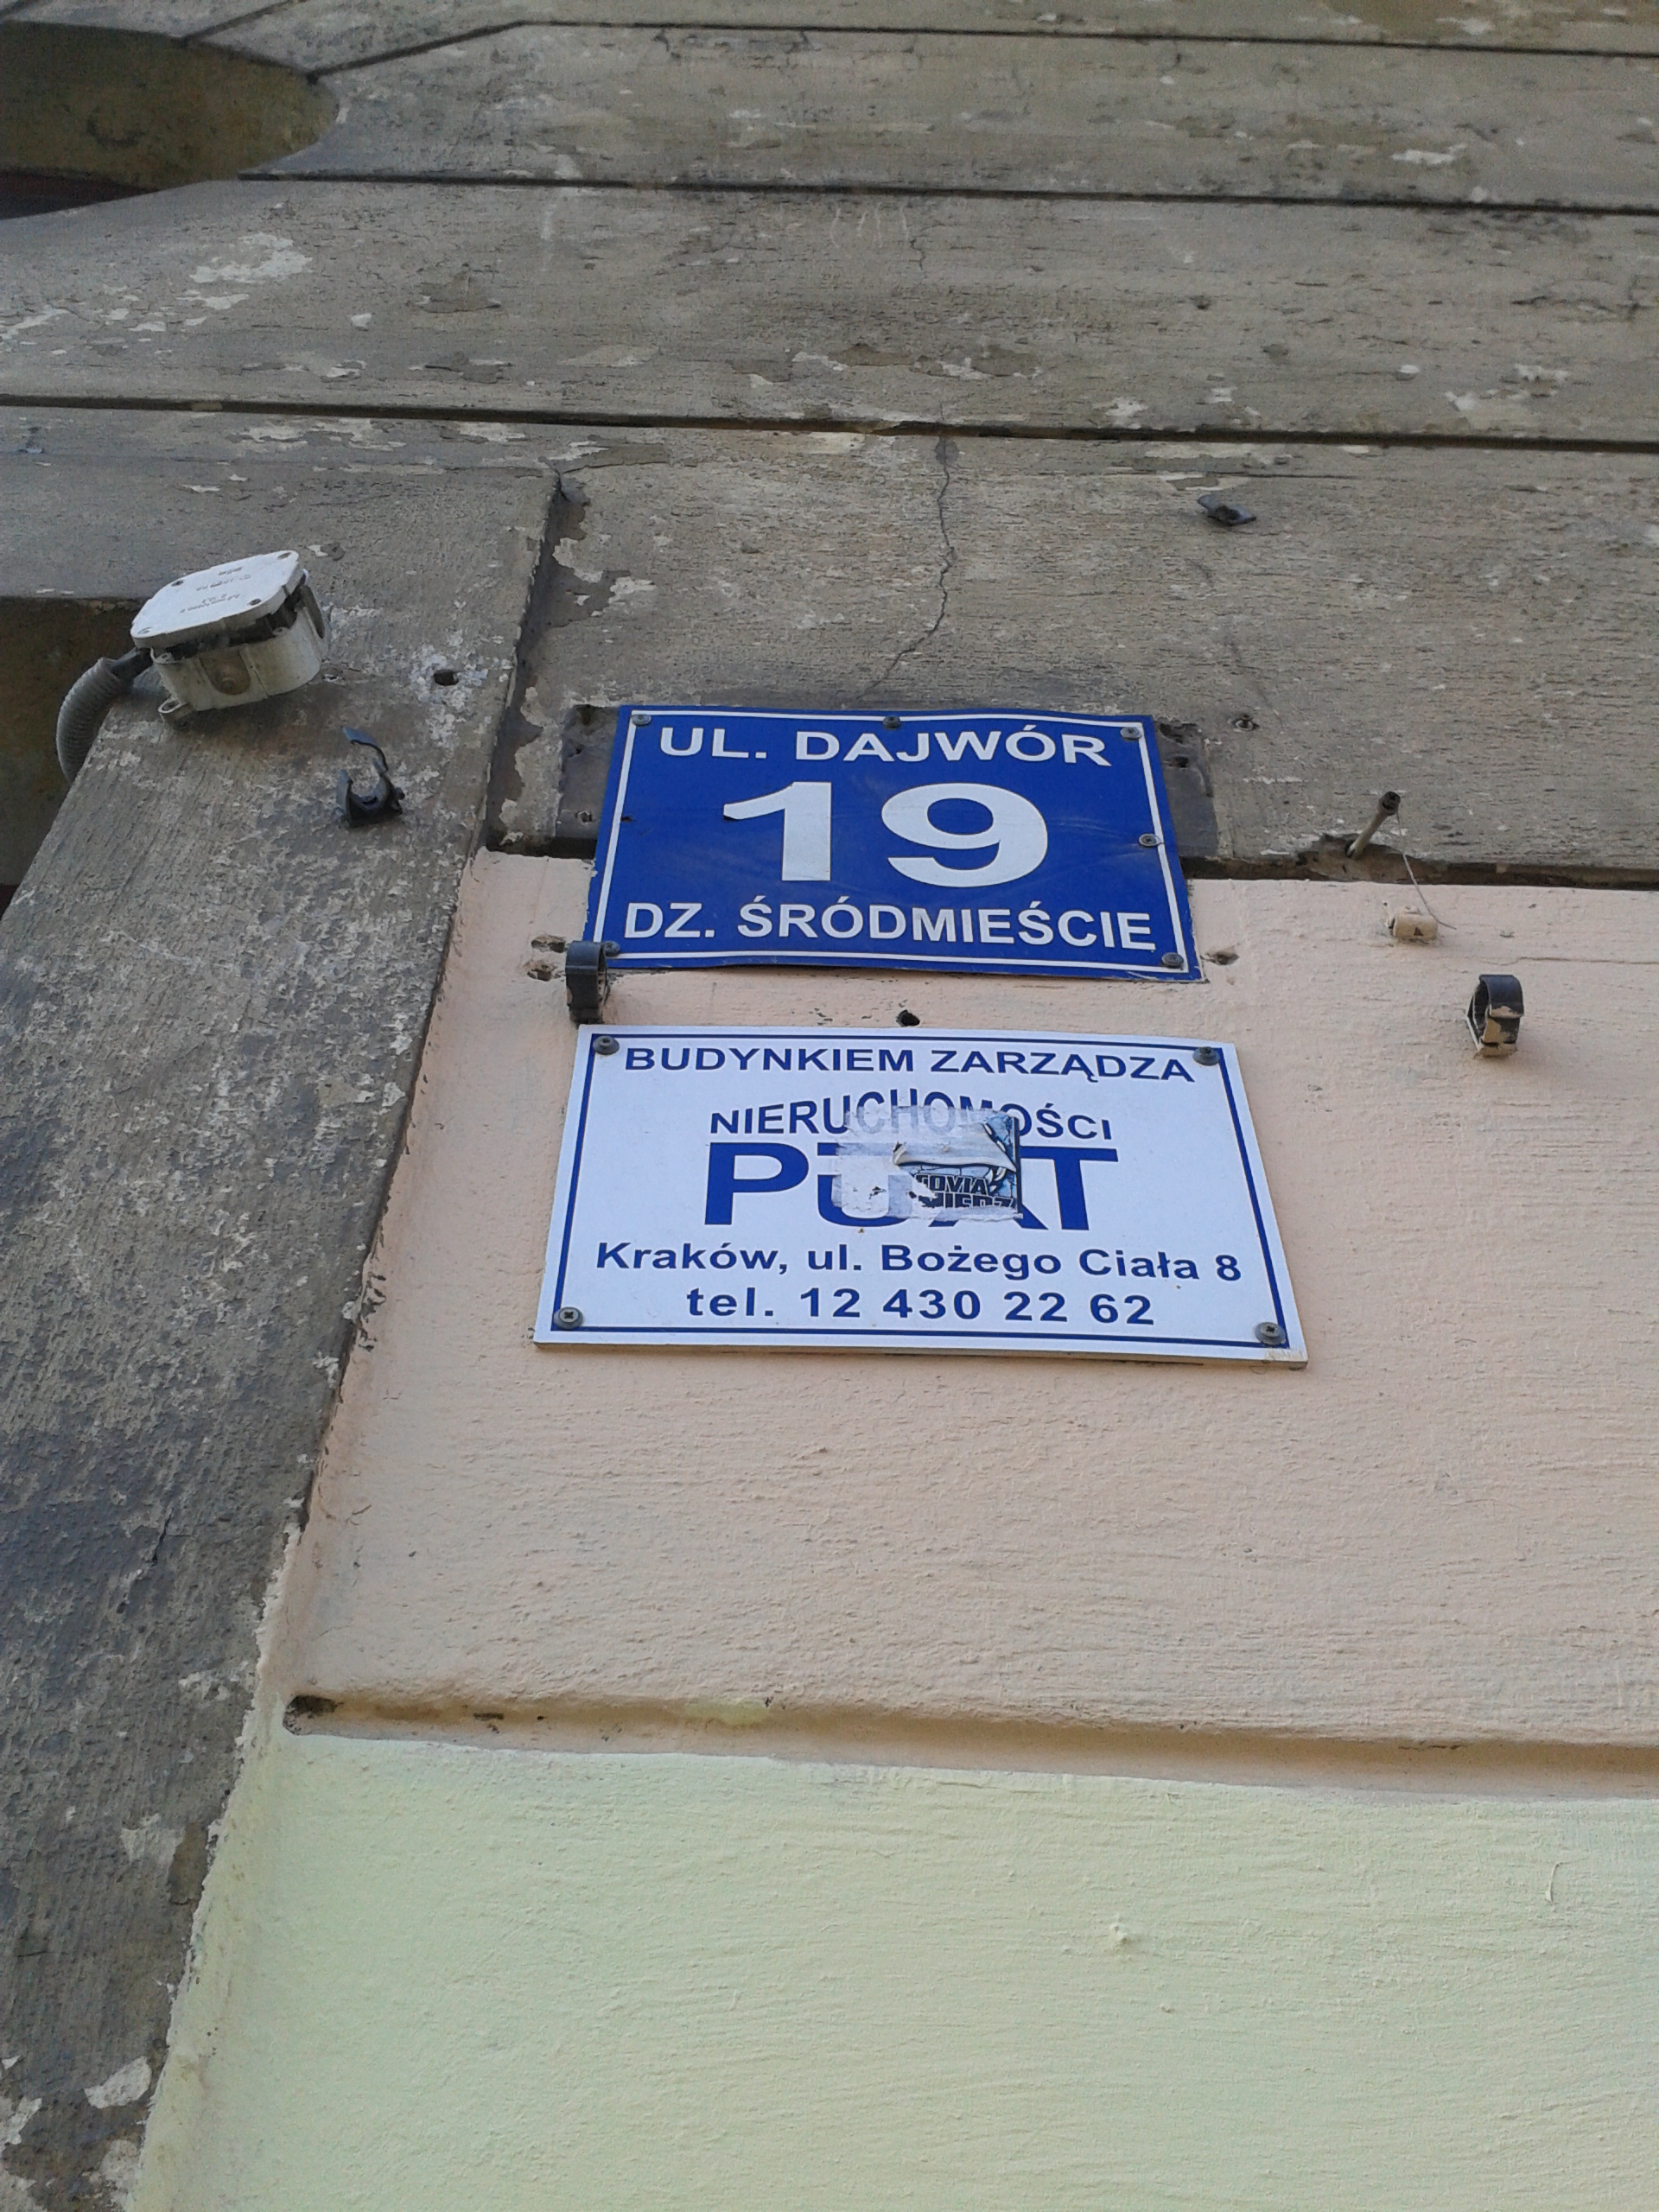 UL. DAJWÓR
19
DZ. ŚRÓDMIEŚCIE
BUDYNKIEM ZARZĄDZA
NIERUCHOMOŚCI
Kraków, ul. Bożego Ciała 8
tel. 12 430 22 62